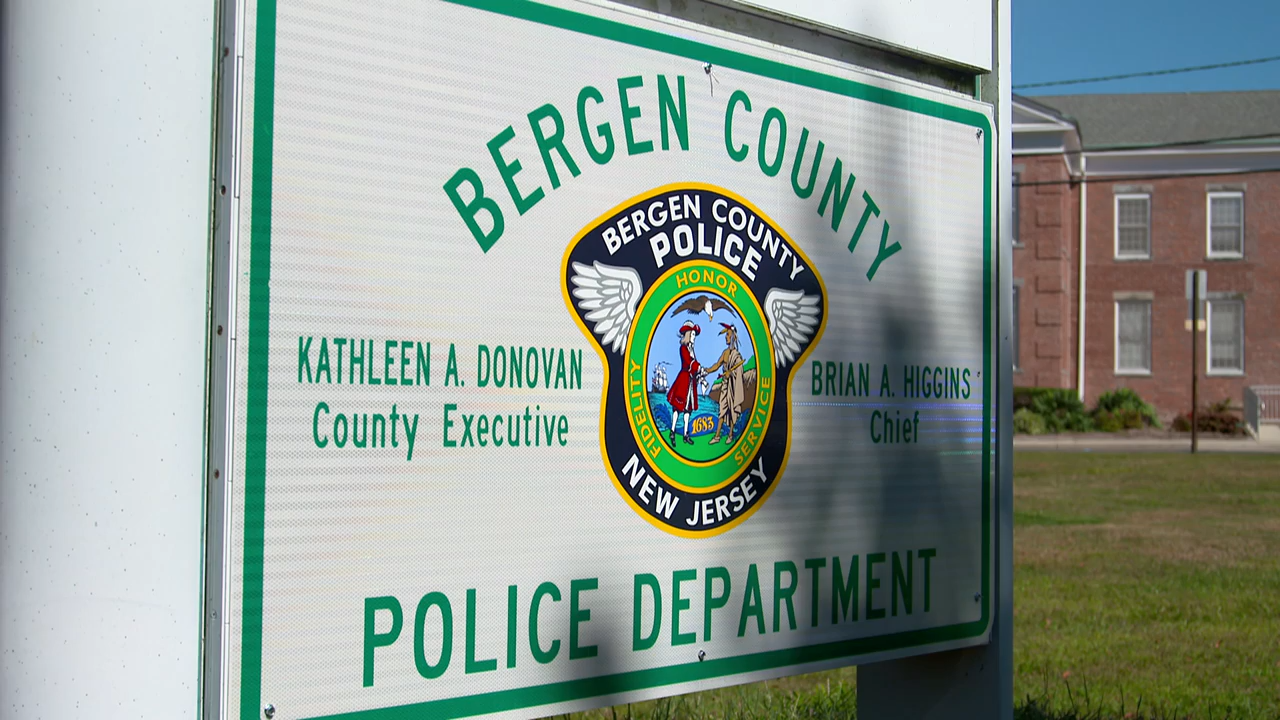 BERGEN COUNTY
BERGEN COUNTY
POLICE
HONOR
FIDELITY
SERVICE
1683
NEW JERSEY
KATHLEEN A. DONOVAN
County Executive
BRIAN A. HIGGINS
Chief
POLICE DEPARTMENT